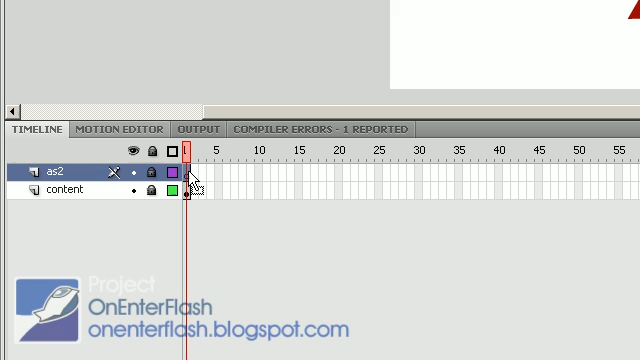 TIMELINE MOTION EDITOR OUTPUT COMPILER ERRORS - 1 REPORTED
1 5 10 15 20 25 30 35 40 45 50 55
as2
content
Project
OnEnterFlash
onenterflash.blogspot.com